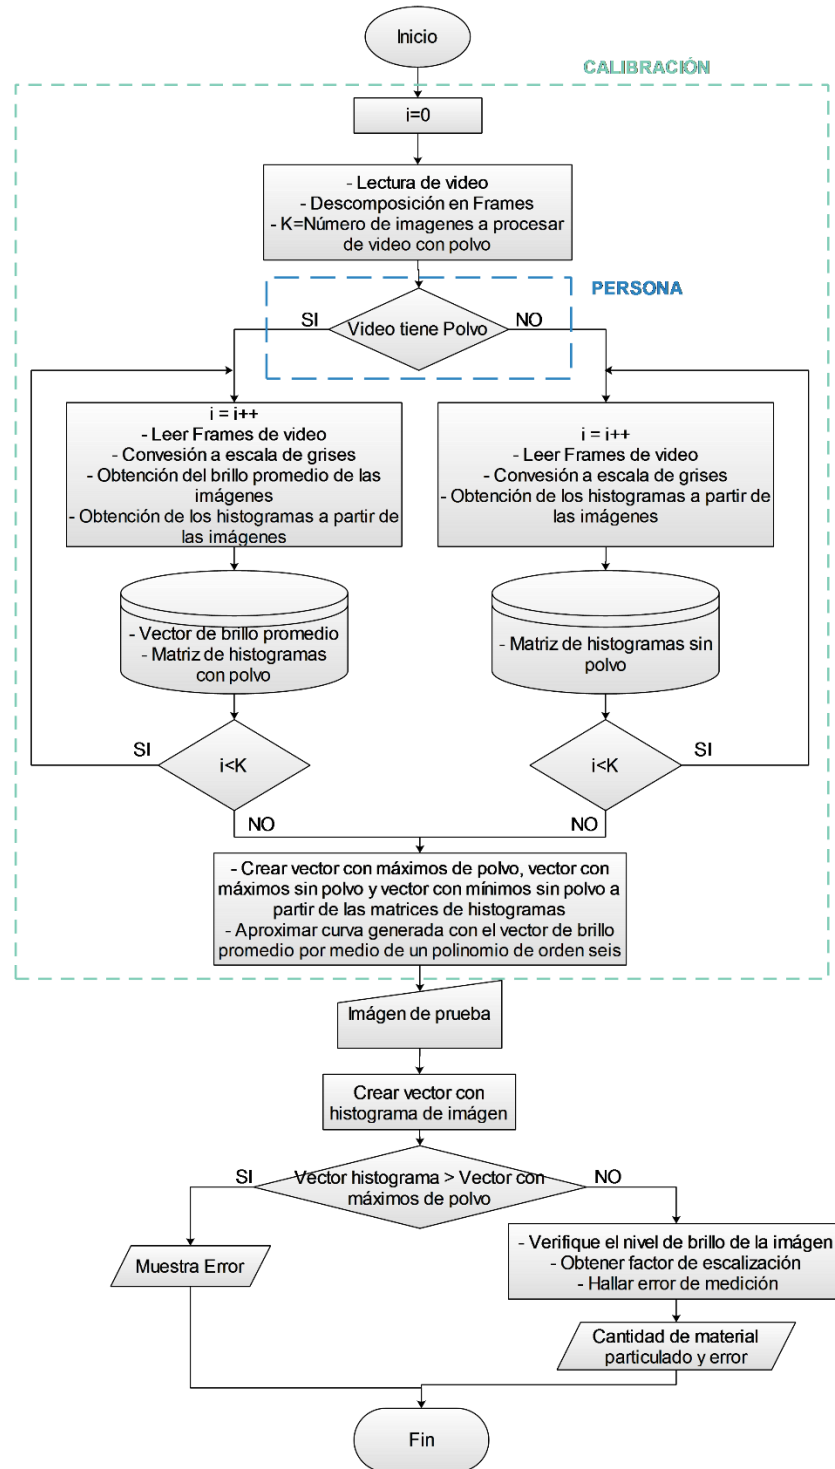 Inicio
CALIBRACIÓN
i=0
- Lectura de video
- Descomposición en Frames
- K=Número de imagenes a procesar
de video con polvo
PERSONA
SI
Video tiene Polvo
NO
i = i++
- Leer Frames de video
- Convesión a escala de grises
- Obtención del brillo promedio de las
imágenes
- Obtención de los histogramas a partir de
las imágenes
i = i++
- Leer Frames de video
- Convesión a escala de grises
- Obtención de los histogramas a partir de
las imágenes
- Vector de brillo promedio
- Matriz de histogramas
con polvo
- Matriz de histogramas sin
polvo
SI
i<K
NO
i<K
SI
NO
- Crear vector con máximos de polvo, vector con
máximos sin polvo y vector con mínimos sin polvo a
partir de las matrices de histogramas
- Aproximar curva generada con el vector de brillo
promedio por medio de un polinomio de orden seis
Imágen de prueba
Crear vector con
histograma de imágen
SI
Vector histograma > Vector con
máximos de polvo
NO
Muestra Error
- Verifique el nivel de brillo de la imágen
- Obtener factor de escalización
- Hallar error de medición
Cantidad de material
particulado y error
Fin